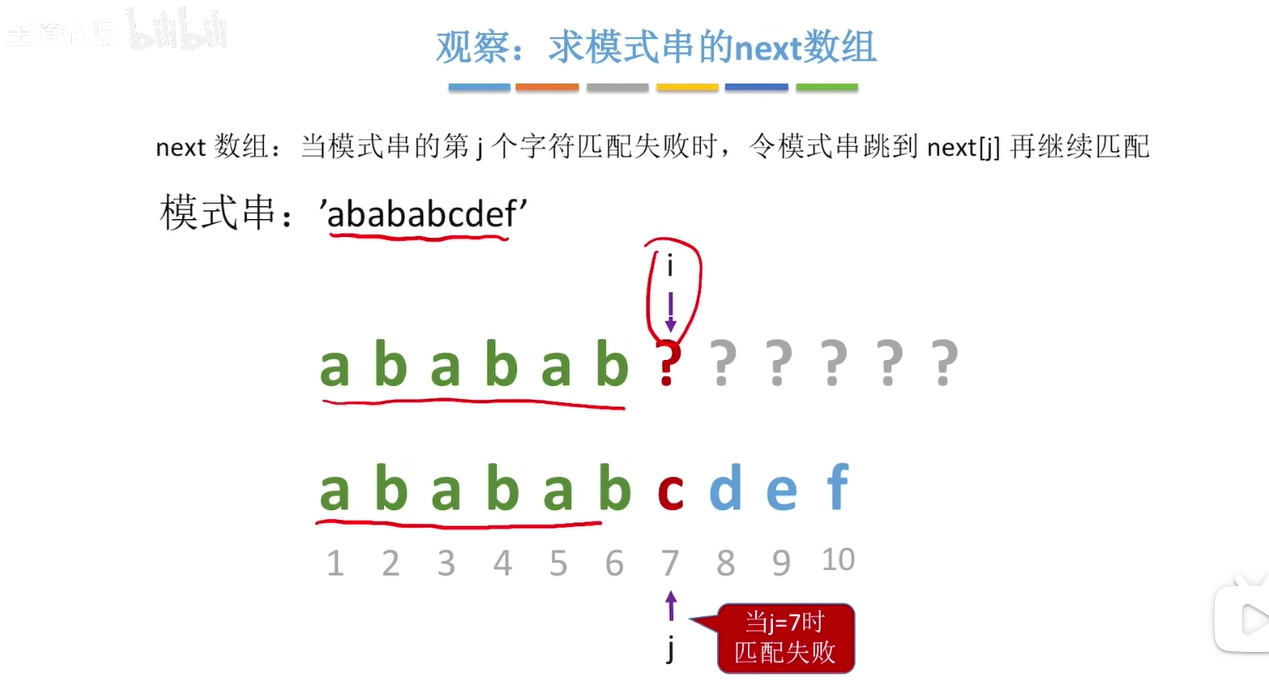 王道论坛 bilibili
观察：求模式串的next数组
next 数组：当模式串的第 j 个字符匹配失败时，令模式串跳到 next[j] 再继续匹配
模式串：’abababcdef’
i
a b a b a b ? ? ? ? ? ?
a b a b a b c d e f
1 2 3 4 5 6 7 8 9 10
当j=7时
匹配失败
j